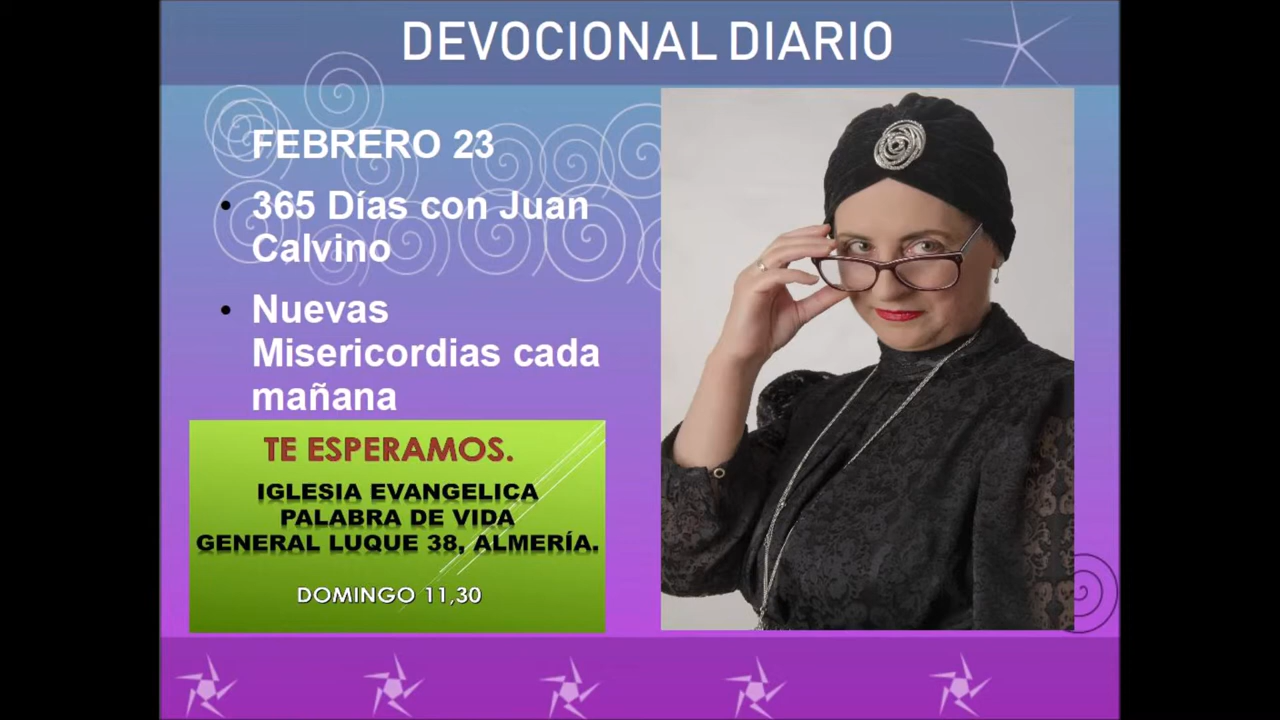 DEVOCIONAL DIARIO
FEBRERO 23
• 365 Días con Juan
Calvino
• Nuevas
Misericordias cada
mañana
TE ESPERAMOS.
IGLESIA EVANGELICA
PALABRA DE VIDA
GENERAL LUQUE 38, ALMERÍA.
DOMINGO 11,30